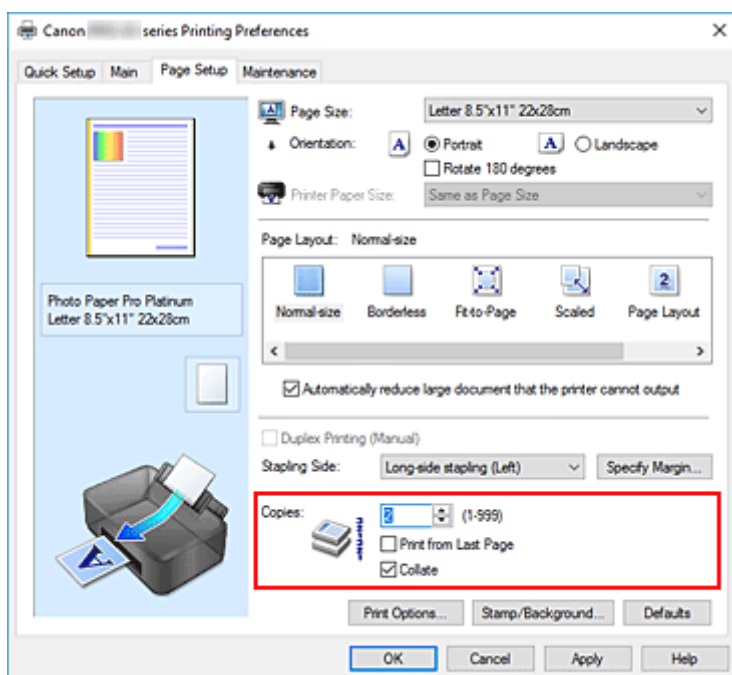 Canon series Printing Preferences
Quick Setup Main Page Setup Maintenance
Page Size: Letter 8.5"x11" 22x28cm
Orientation: A Portrait A Landscape
Rotate 180 degrees
Printer Paper Size: Same as Page Size
Page Layout: Normal-size
Normal-size Borderless Fit-to-Page Scaled Page Layout
Photo Paper Pro Platinum
Letter 8.5"x11" 22x28cm
Automatically reduce large document that the printer cannot output
Duplex Printing (Manual)
Stapling Side: Long-side stapling (Left) Specify Margin...
Copies: 2 (1-999)
Print from Last Page
Collate
Print Options... Stamp/Background... Defaults
OK Cancel Apply Help